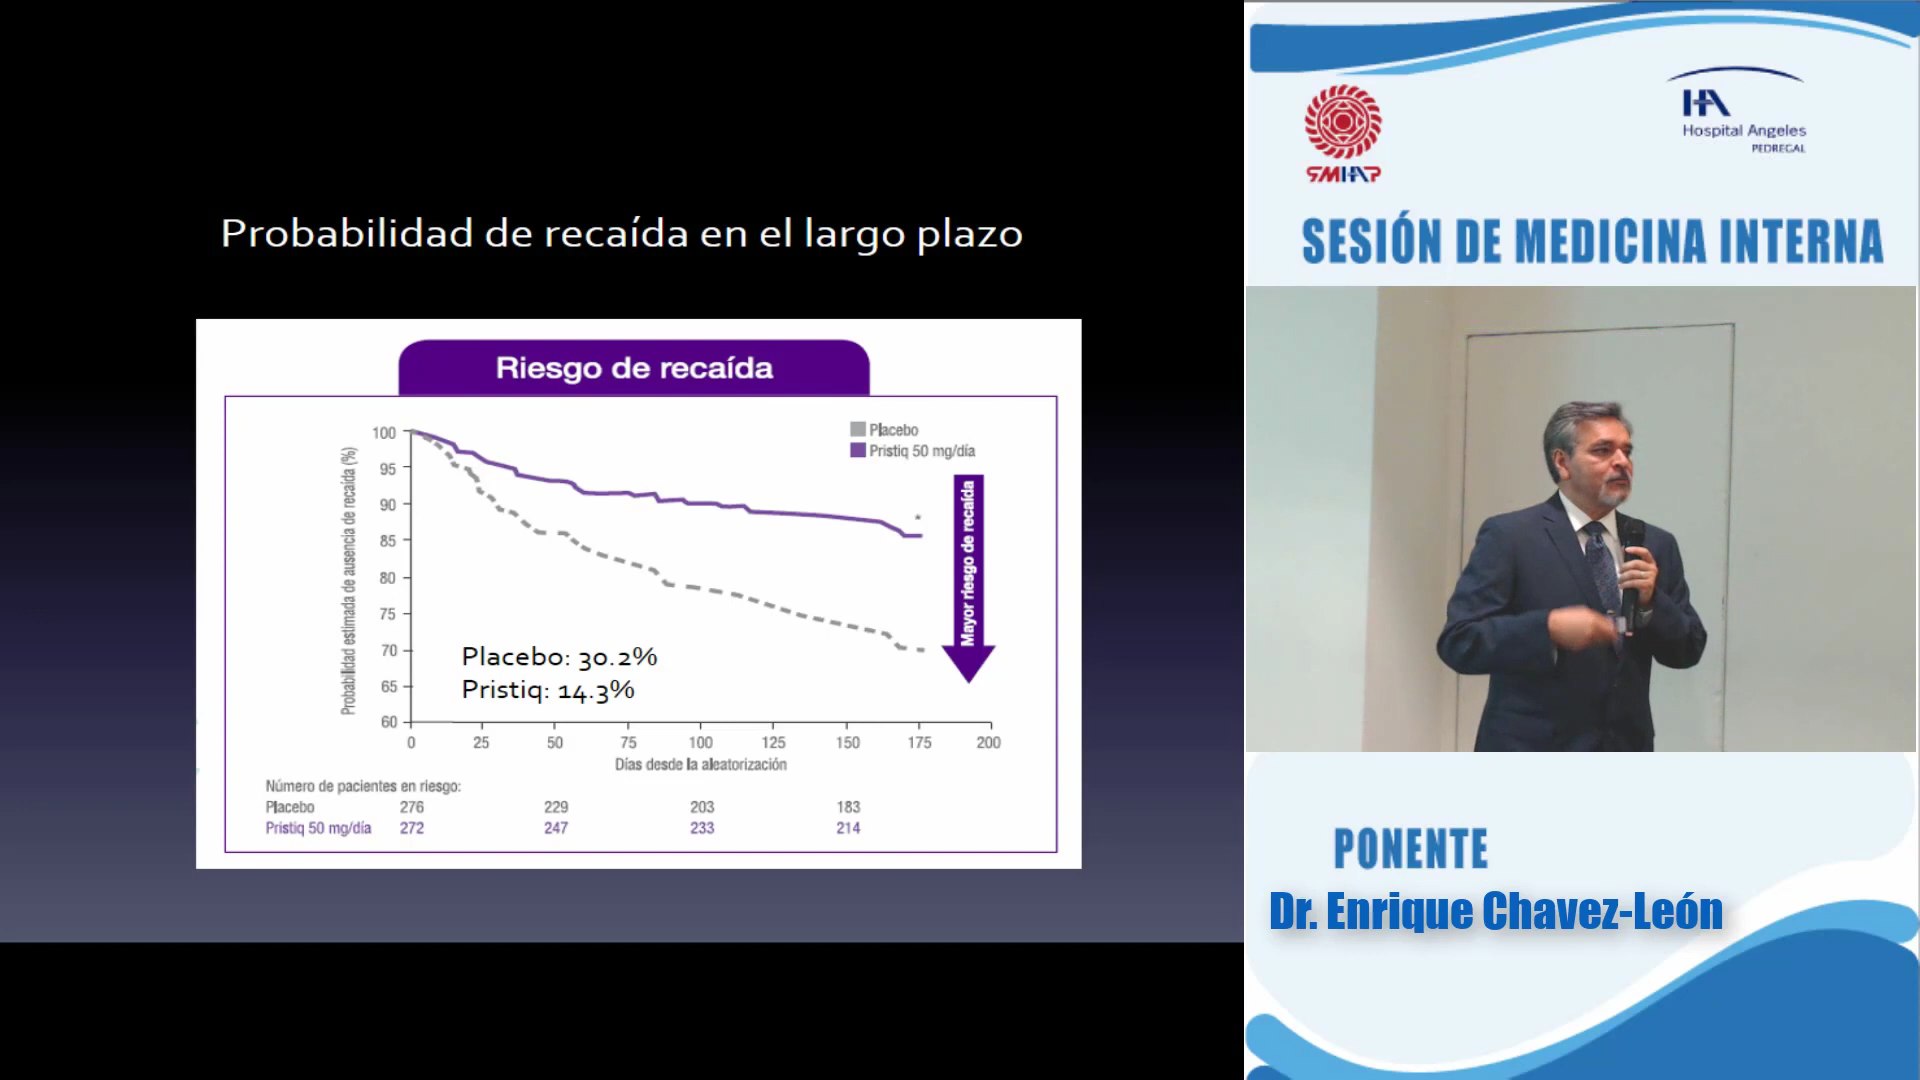 Probabilidad de recaída en el largo plazo
Riesgo de recaída
Placebo
Pristiq 50 mg/día
Probabilidad estimada de ausencia de recaída (%)
100
95
90
85
80
75
70
65
60
*
Mayor riesgo de recaída
Placebo: 30.2%
Pristiq: 14.3%
0 25 50 75 100 125 150 175 200
Días desde la aleatorización
Número de pacientes en riesgo:
Placebo 276 229 203 183
Pristiq 50 mg/día 272 247 233 214
SMIHAP
HA
Hospital Angeles
PEDREGAL
SESIÓN DE MEDICINA INTERNA
PONENTE
Dr. Enrique Chavez-León